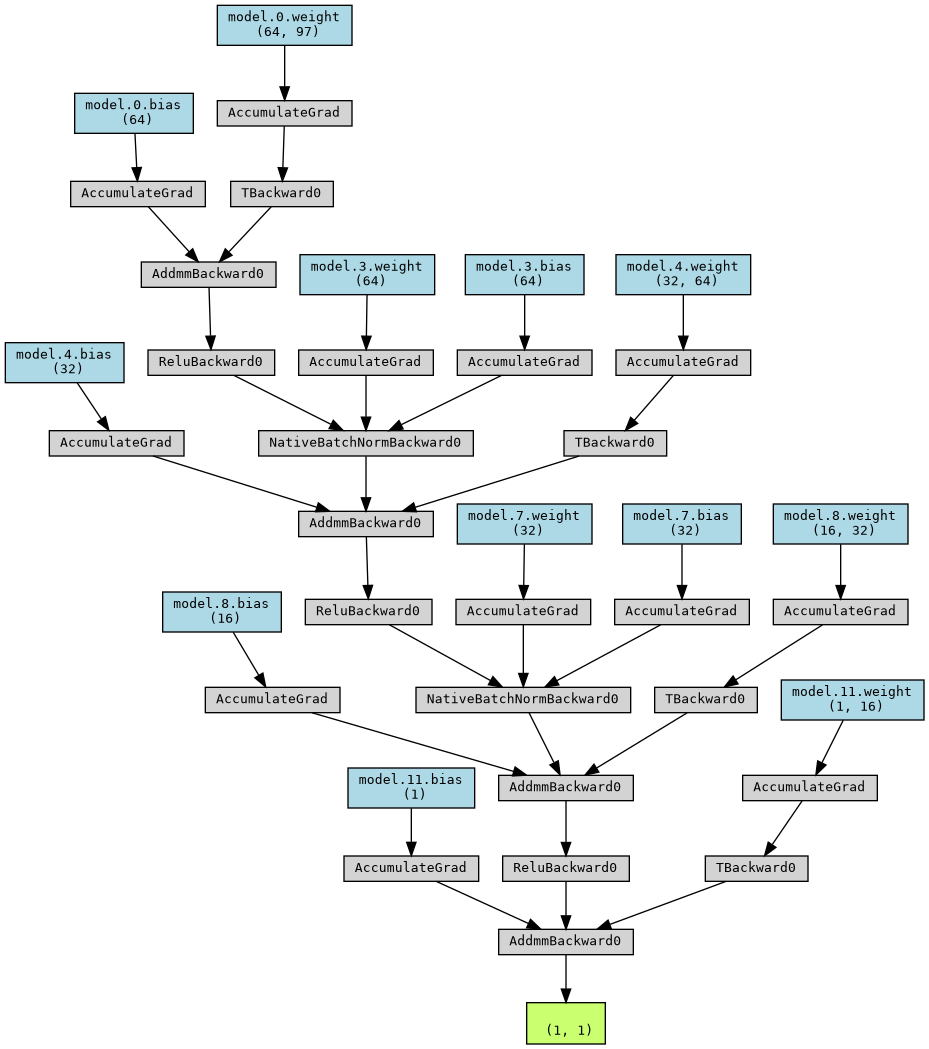 model.0.weight
(64, 97)
model.0.bias
(64)
AccumulateGrad
AccumulateGrad
TBackward0
AddmmBackward0
model.3.weight
(64)
model.3.bias
(64)
model.4.weight
(32, 64)
model.4.bias
(32)
ReluBackward0
AccumulateGrad
AccumulateGrad
AccumulateGrad
AccumulateGrad
NativeBatchNormBackward0
TBackward0
AddmmBackward0
model.7.weight
(32)
model.7.bias
(32)
model.8.weight
(16, 32)
model.8.bias
(16)
ReluBackward0
AccumulateGrad
AccumulateGrad
AccumulateGrad
AccumulateGrad
NativeBatchNormBackward0
TBackward0
model.11.weight
(1, 16)
model.11.bias
(1)
AddmmBackward0
AccumulateGrad
AccumulateGrad
ReluBackward0
TBackward0
AddmmBackward0
(1, 1)